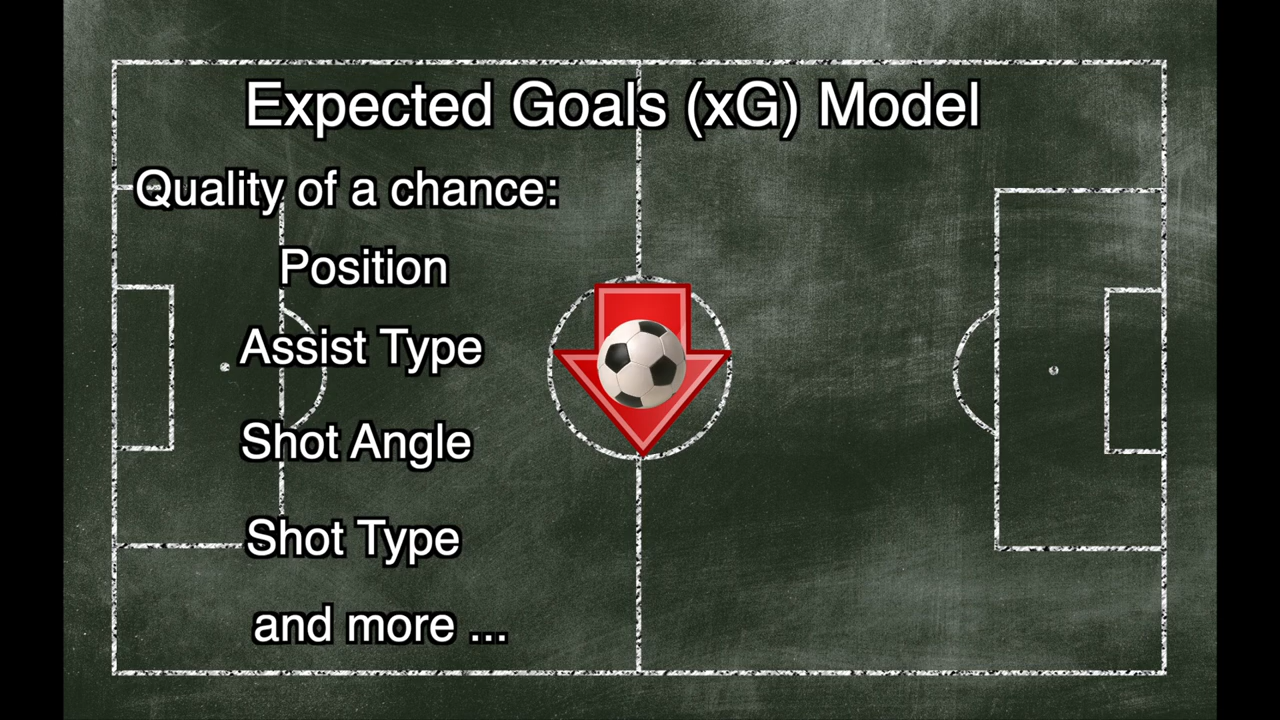 Expected Goals (xG) Model
Quality of a chance:
Position
Assist Type
Shot Angle
Shot Type
and more ...